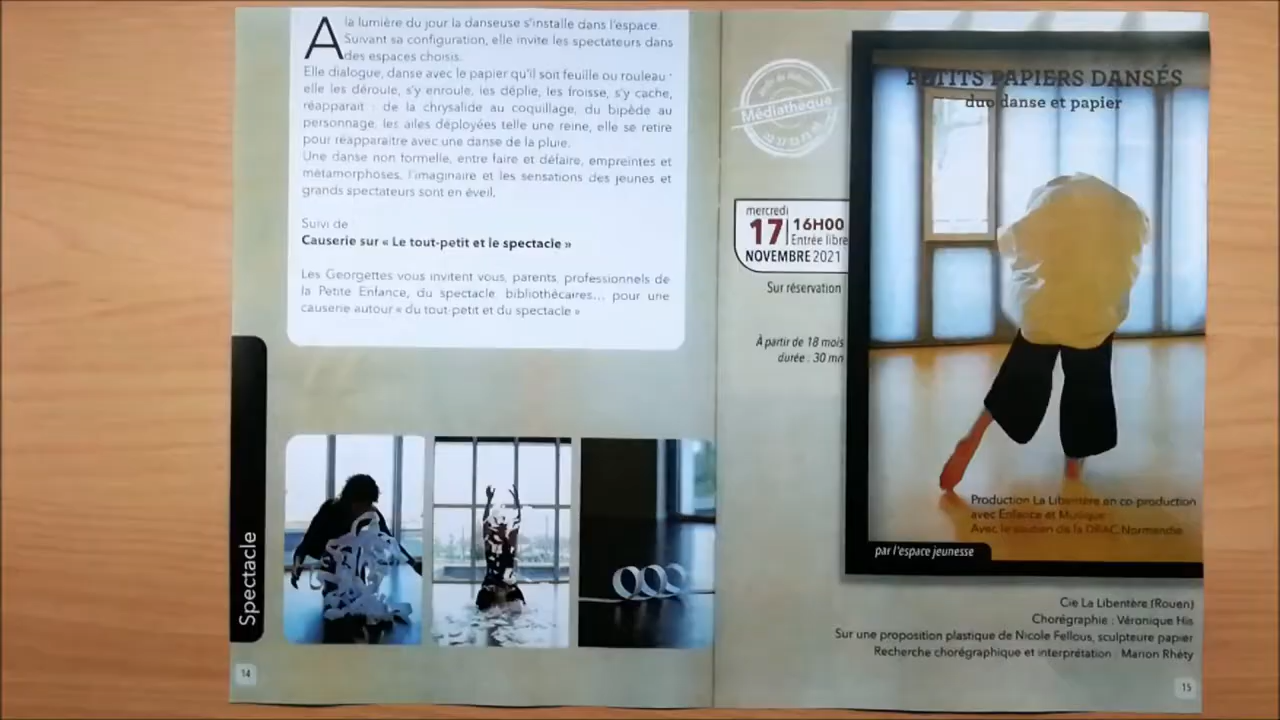 A la lumière du jour la danseuse s'installe dans l'espace.
Suivant sa configuration, elle invite les spectateurs dans
des espaces choisis.
Elle dialogue, danse avec le papier qu'il soit feuille ou rouleau :
elle les déroule, s'y enroule, les déplie, les froisse, s'y cache,
réapparaît : de la chrysalide au coquillage, du bipède au
personnage, les ailes déployées telle une reine, elle se retire
pour réapparaître avec une danse de la pluie.
Une danse non formelle, entre faire et défaire, empreintes et
métamorphoses, l'imaginaire et les sensations des jeunes et
grands spectateurs sont en éveil.
Suivi de
Causerie sur « Le tout-petit et le spectacle »
Les Georgettes vous invitent vous, parents, professionnels de
la Petite Enfance, du spectacle, bibliothécaires... pour une
causerie autour « du tout-petit et du spectacle »
Spectacle
14
Médiathèque
mercredi
17 16H00
Entrée libre
NOVEMBRE 2021
Sur réservation
À partir de 18 mois
durée : 30 mn
PETITS PAPIERS DANSÉS
duo danse et papier
Production La Libentère en co-production
avec Enfance et Musique
Avec le soutien de la DRAC Normandie
par l'espace jeunesse
Cie La Libentère (Rouen)
Chorégraphie : Véronique His
Sur une proposition plastique de Nicole Fellous, sculpteure papier
Recherche chorégraphique et interprétation : Marion Rhéty
15